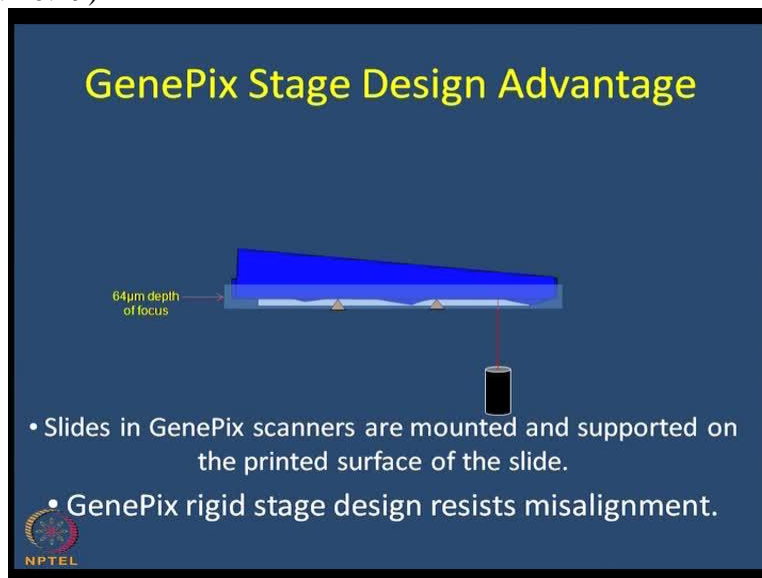 GenePix Stage Design Advantage
64µm depth
of focus
• Slides in GenePix scanners are mounted and supported on
the printed surface of the slide.
• GenePix rigid stage design resists misalignment.
NPTEL